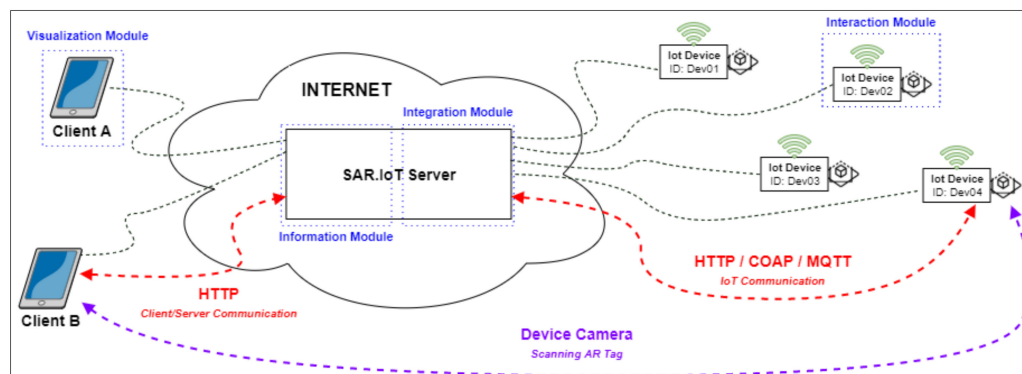 Visualization Module
Client A
INTERNET
Integration Module
SAR.IoT Server
Information Module
Iot Device
ID: Dev01
Interaction Module
Iot Device
ID: Dev02
Iot Device
ID: Dev03
Iot Device
ID: Dev04
Client B
HTTP
Client/Server Communication
HTTP / COAP / MQTT
IoT Communication
Device Camera
Scanning AR Tag